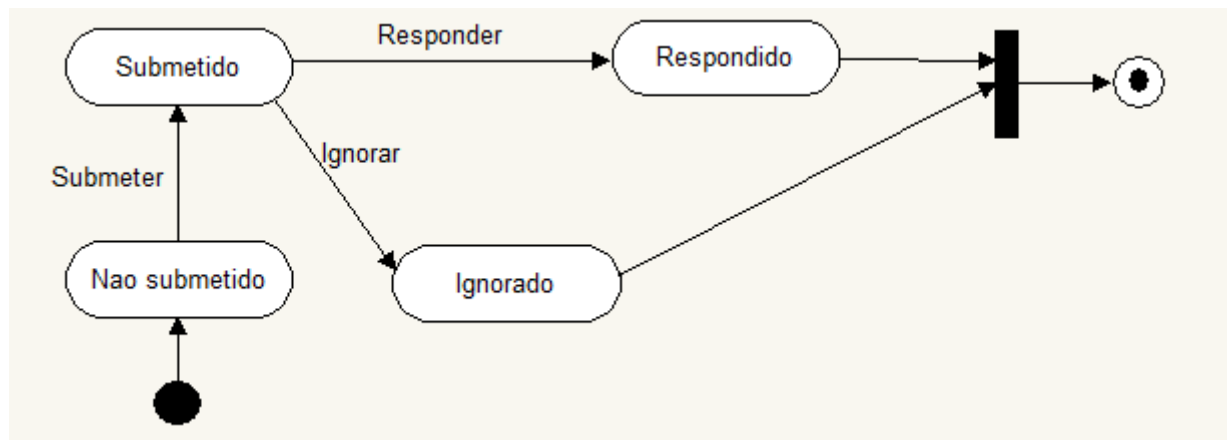 Responder
Submetido
Respondido
Ignorar
Submeter
Nao submetido
Ignorado